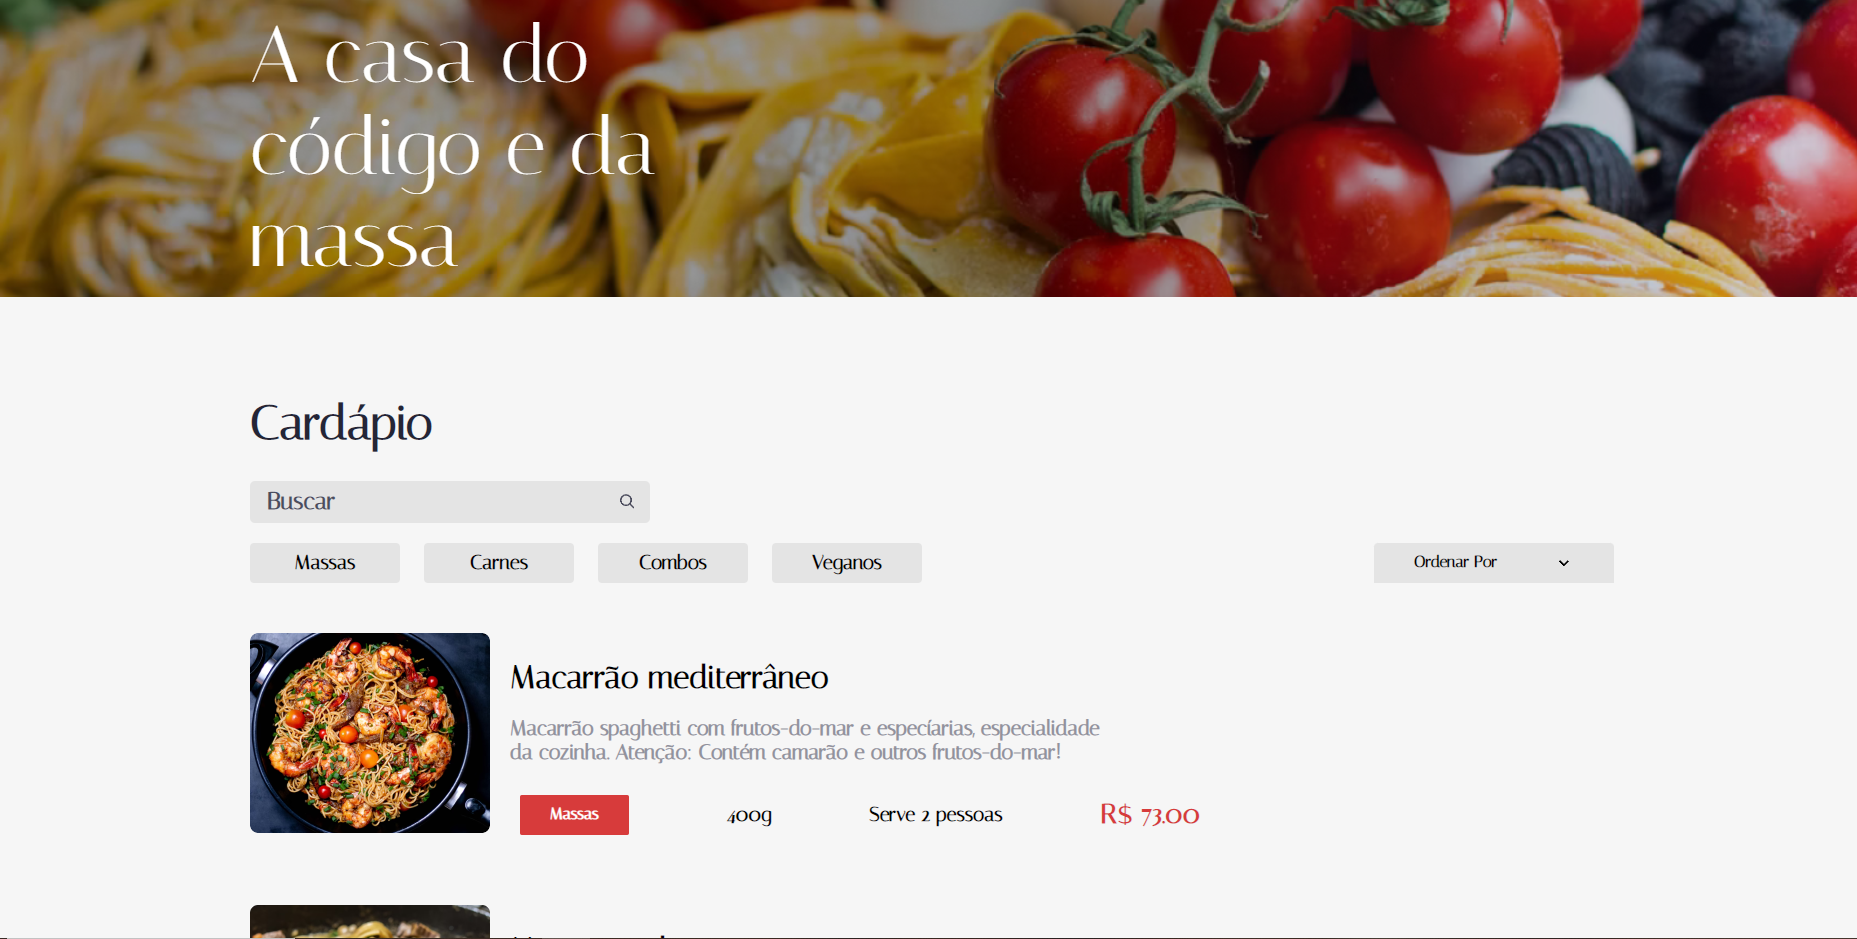 A casa do
código e da
massa
Cardápio
Buscar
Massas
Carnes
Combos
Veganos
Ordenar Por
Macarrão mediterrâneo
Macarrão spaghetti com frutos-do-mar e especíarias, especialidade
da cozinha. Atenção: Contém camarão e outros frutos-do-mar!
Massas
400g
Serve 2 pessoas
R$ 73.00